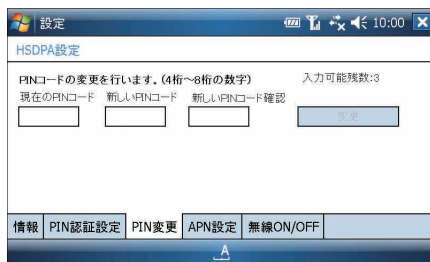 設定 10:00
HSDPA設定
PINコードの変更を行います。(4桁~8桁の数字) 入力可能残数:3
現在のPINコード 新しいPINコード 新しいPINコード確認
変更
情報 PIN認証設定 PIN変更 APN設定 無線ON/OFF
A